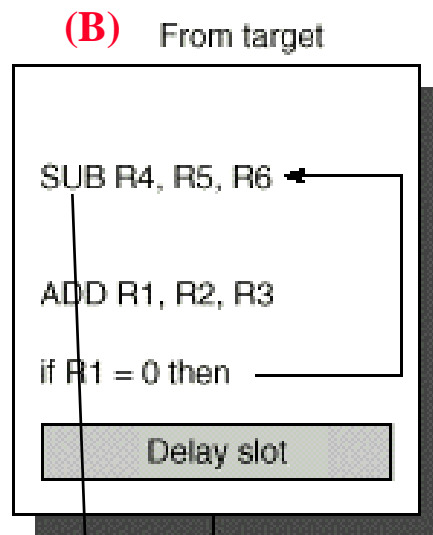 (B) From target
SUB R4, R5, R6
ADD R1, R2, R3
if R1 = 0 then
Delay slot